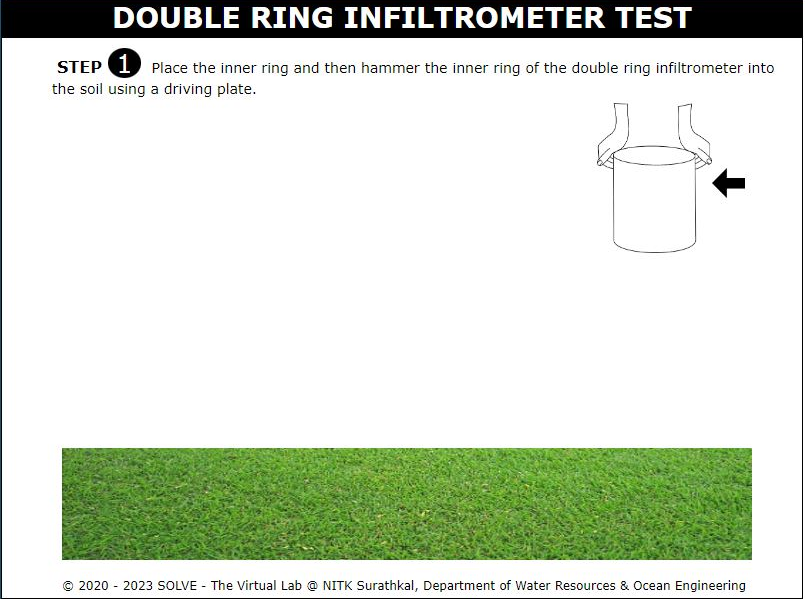 DOUBLE RING INFILTROMETER TEST
STEP 1 Place the inner ring and then hammer the inner ring of the double ring infiltrometer into
the soil using a driving plate.
© 2020 - 2023 SOLVE - The Virtual Lab @ NITK Surathkal, Department of Water Resources & Ocean Engineering